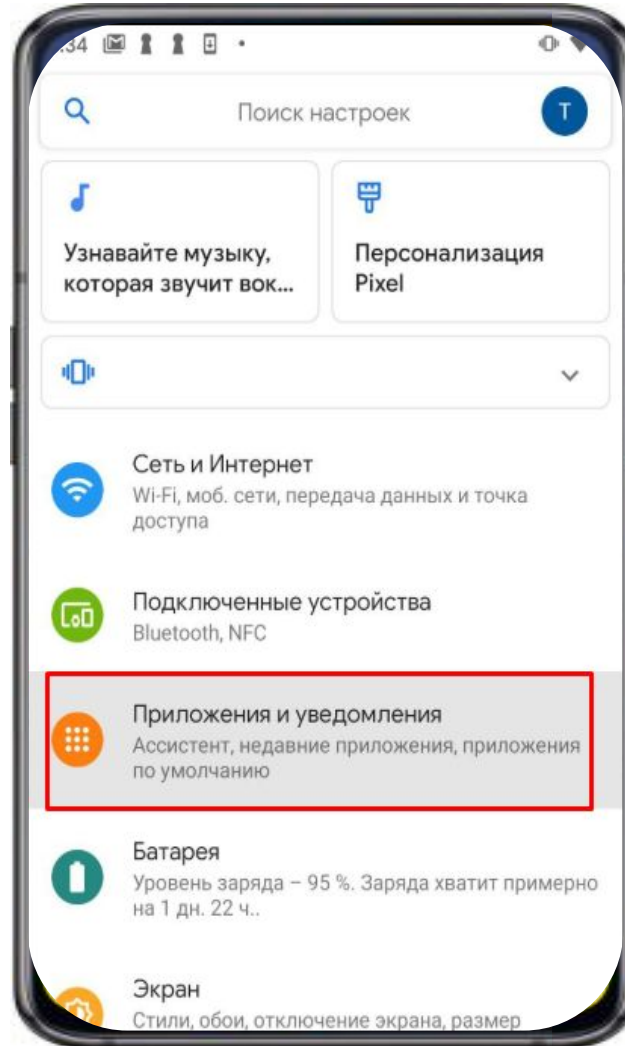 :34
Поиск настроек
T
Узнавайте музыку,
которая звучит вок...
Персонализация
Pixel
Сеть и Интернет
Wi-Fi, моб. сети, передача данных и точка
доступа
Подключенные устройства
Bluetooth, NFC
Приложения и уведомления
Ассистент, недавние приложения, приложения
по умолчанию
Батарея
Уровень заряда – 95 %. Заряда хватит примерно
на 1 дн. 22 ч..
Экран
Стили, обои, отключение экрана, размер